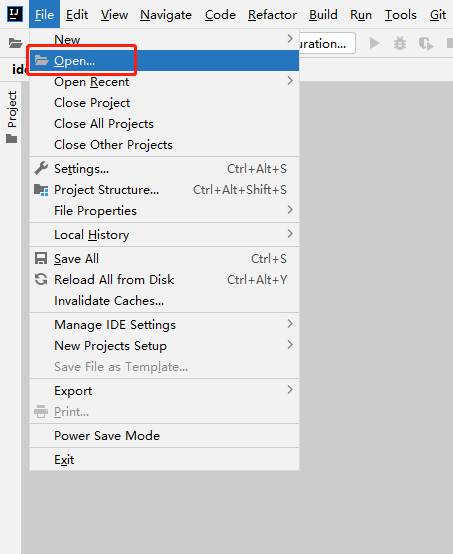 IJ File Edit View Navigate Code Refactor Build Run Tools Git
New
Open...
Open Recent
Close Project
Close All Projects
Close Other Projects
Settings... Ctrl+Alt+S
Project Structure... Ctrl+Alt+Shift+S
File Properties
Local History
Save All Ctrl+S
Reload All from Disk Ctrl+Alt+Y
Invalidate Caches...
Manage IDE Settings
New Projects Setup
Save File as Template...
Export
Print...
Power Save Mode
Exit
uration...
ide
Project